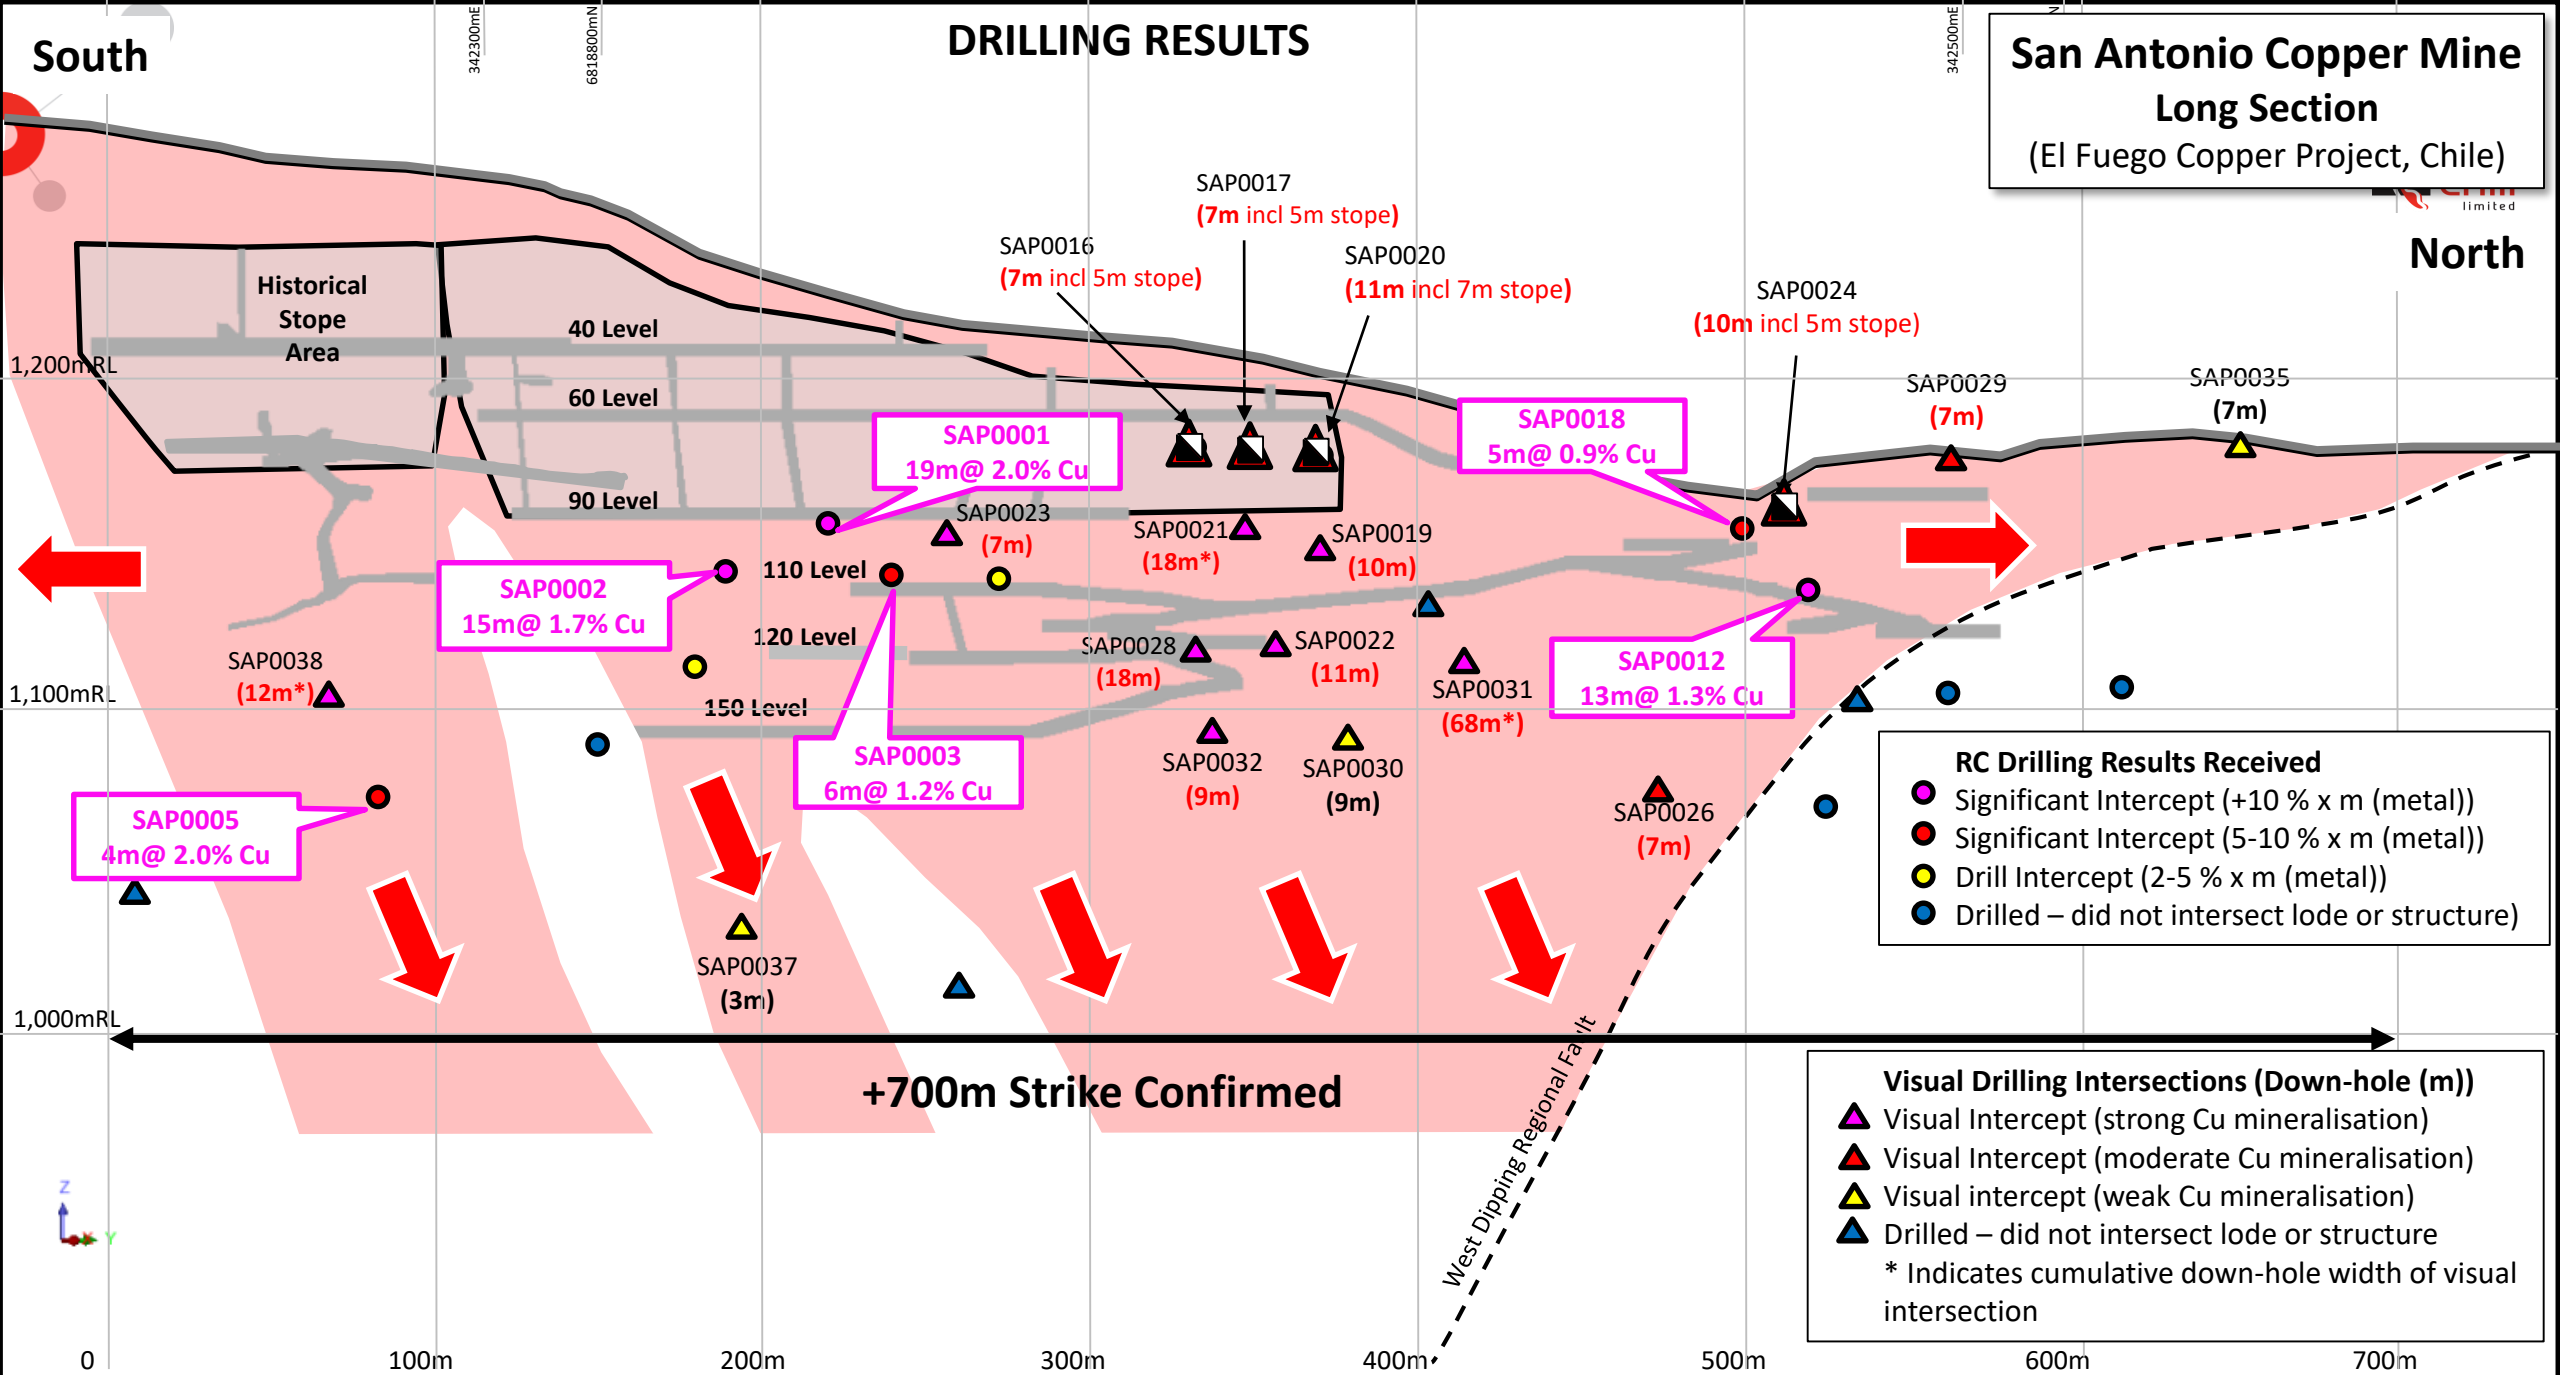 DRILLING RESULTS
South
342300mE
6818800mN
342500mE
San Antonio Copper Mine
Long Section
(El Fuego Copper Project, Chile)
limited
North
SAP0017
(7m incl 5m stope)
SAP0016
(7m incl 5m stope)
SAP0020
(11m incl 7m stope)
SAP0024
(10m incl 5m stope)
Historical
Stope
Area
40 Level
1,200mRL
60 Level
SAP0029
(7m)
SAP0035
(7m)
SAP0001
19m@ 2.0% Cu
SAP0018
5m@ 0.9% Cu
90 Level
SAP0023
(7m)
SAP0021
(18m*)
SAP0019
(10m)
110 Level
SAP0002
15m@ 1.7% Cu
120 Level
SAP0028
(18m)
SAP0022
(11m)
SAP0038
(12m*)
SAP0031
(68m*)
SAP0012
13m@ 1.3% Cu
1,100mRL
150 Level
SAP0003
6m@ 1.2% Cu
SAP0032
(9m)
SAP0030
(9m)
SAP0026
(7m)
SAP0005
4m@ 2.0% Cu
RC Drilling Results Received
Significant Intercept (+10 % x m (metal))
Significant Intercept (5-10 % x m (metal))
Drill Intercept (2-5 % x m (metal))
Drilled – did not intersect lode or structure)
SAP0037
(3m)
1,000mRL
+700m Strike Confirmed
West Dipping Regional Fault
Visual Drilling Intersections (Down-hole (m))
Visual Intercept (strong Cu mineralisation)
Visual Intercept (moderate Cu mineralisation)
Visual intercept (weak Cu mineralisation)
Drilled – did not intersect lode or structure
* Indicates cumulative down-hole width of visual
intersection
Z
X
Y
0
100m
200m
300m
400m
500m
600m
700m